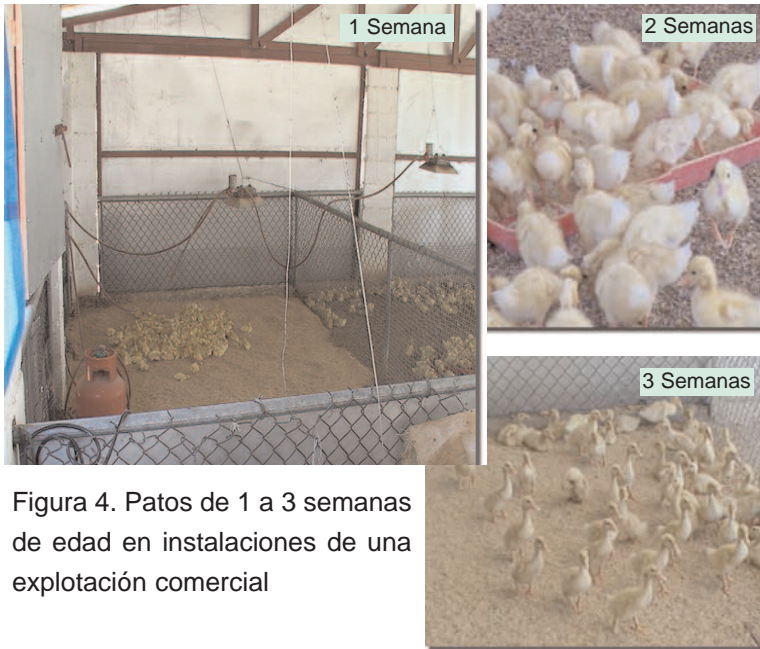 1 Semana
2 Semanas
3 Semanas
Figura 4. Patos de 1 a 3 semanas
de edad en instalaciones de una
explotación comercial